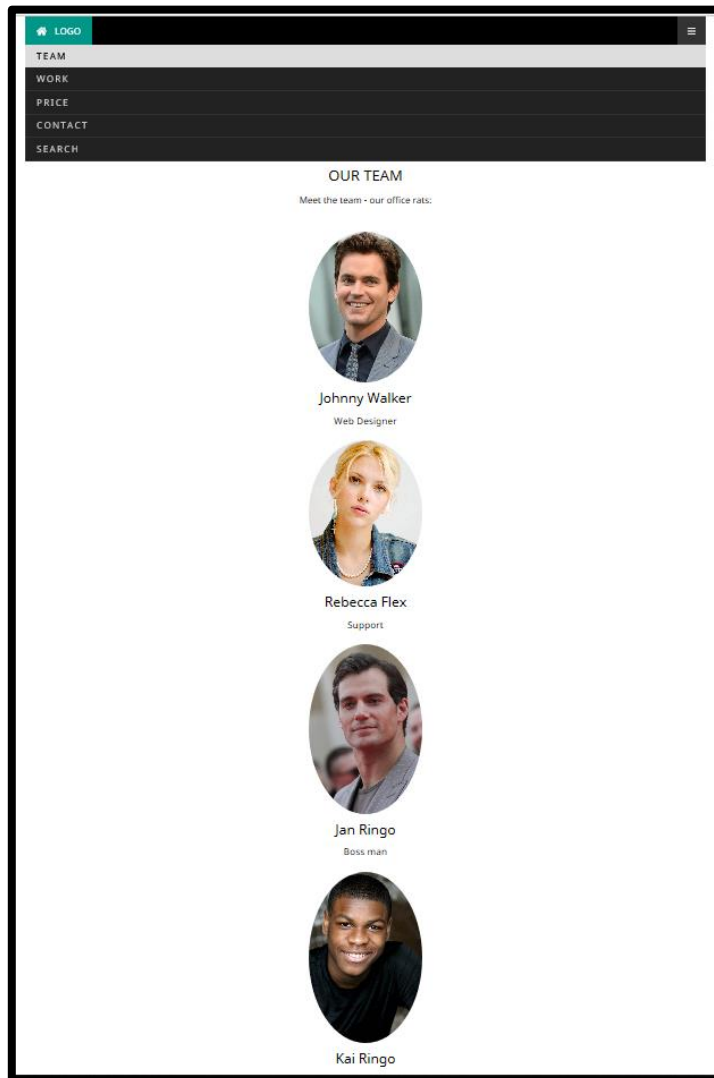 LOGO
TEAM
WORK
PRICE
CONTACT
SEARCH
OUR TEAM
Meet the team - our office rats:
Johnny Walker
Web Designer
Rebecca Flex
Support
Jan Ringo
Boss man
Kai Ringo